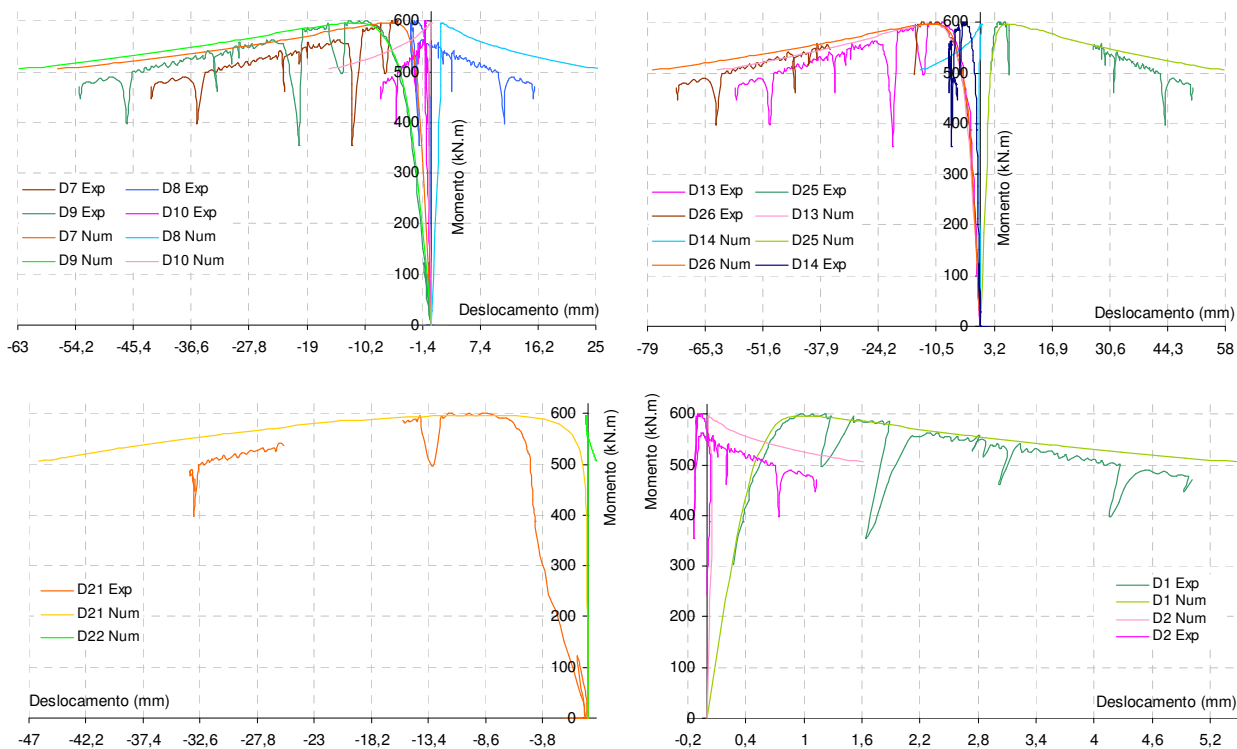 600
500
400
300
200
100
0
Momento (kN.m)
D7 Exp
D8 Exp
D9 Exp
D10 Exp
D7 Num
D8 Num
D9 Num
D10 Num
Deslocamento (mm)
-63 -54,2 -45,4 -36,6 -27,8 -19 -10,2 -1,4 7,4 16,2 25
600
500
400
300
200
100
0
Momento (kN.m)
D13 Exp
D25 Exp
D26 Exp
D13 Num
D14 Num
D25 Num
D26 Num
D14 Exp
Deslocamento (mm)
-79 -65,3 -51,6 -37,9 -24,2 -10,5 3,2 16,9 30,6 44,3 58
600
500
400
300
200
100
0
Momento (kN.m)
D21 Exp
D21 Num
D22 Num
Deslocamento (mm)
-47 -42,2 -37,4 -32,6 -27,8 -23 -18,2 -13,4 -8,6 -3,8
600
500
400
300
200
100
0
Momento (kN.m)
D1 Exp
D1 Num
D2 Num
D2 Exp
Deslocamento (mm)
-0,2 0,4 1 1,6 2,2 2,8 3,4 4 4,6 5,2